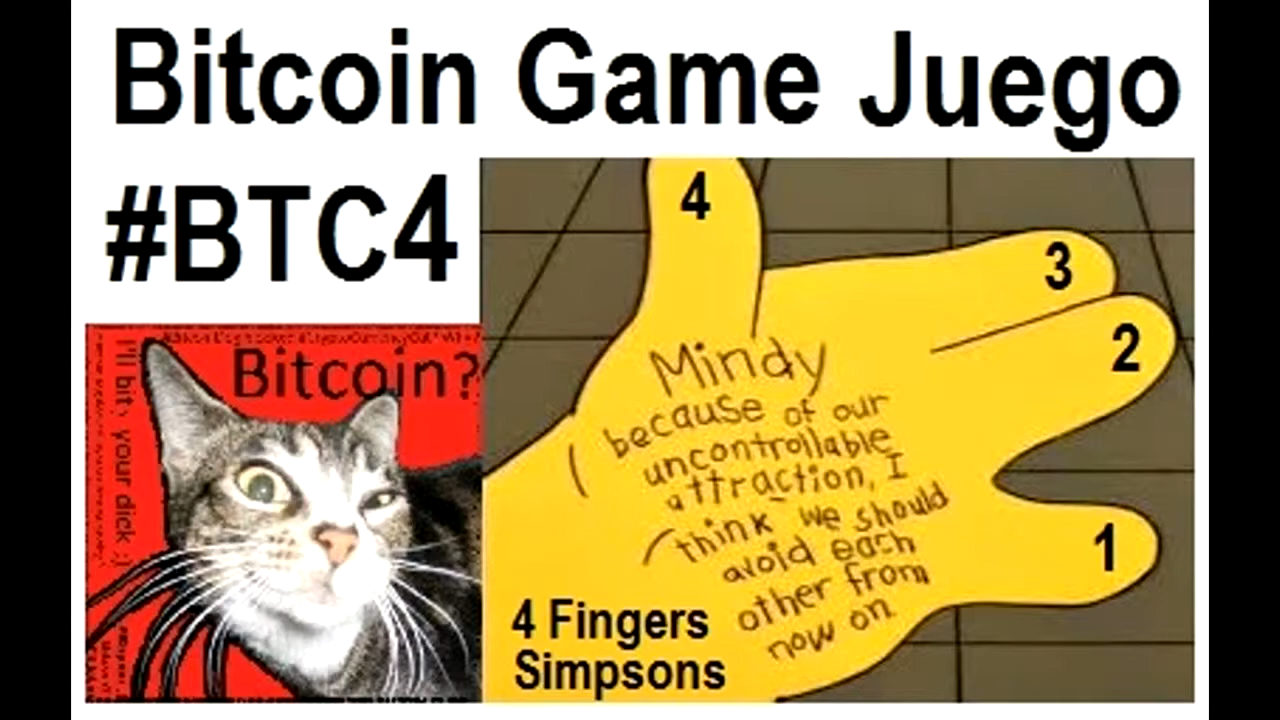 Bitcoin Game Juego
#BTC4
Bitcoin?
I'll bit, your dick :)
4
3
2
1
Mindy
because of our
uncontrollable
attraction, I
think we should
avoid each
other from
now on
4 Fingers
Simpsons